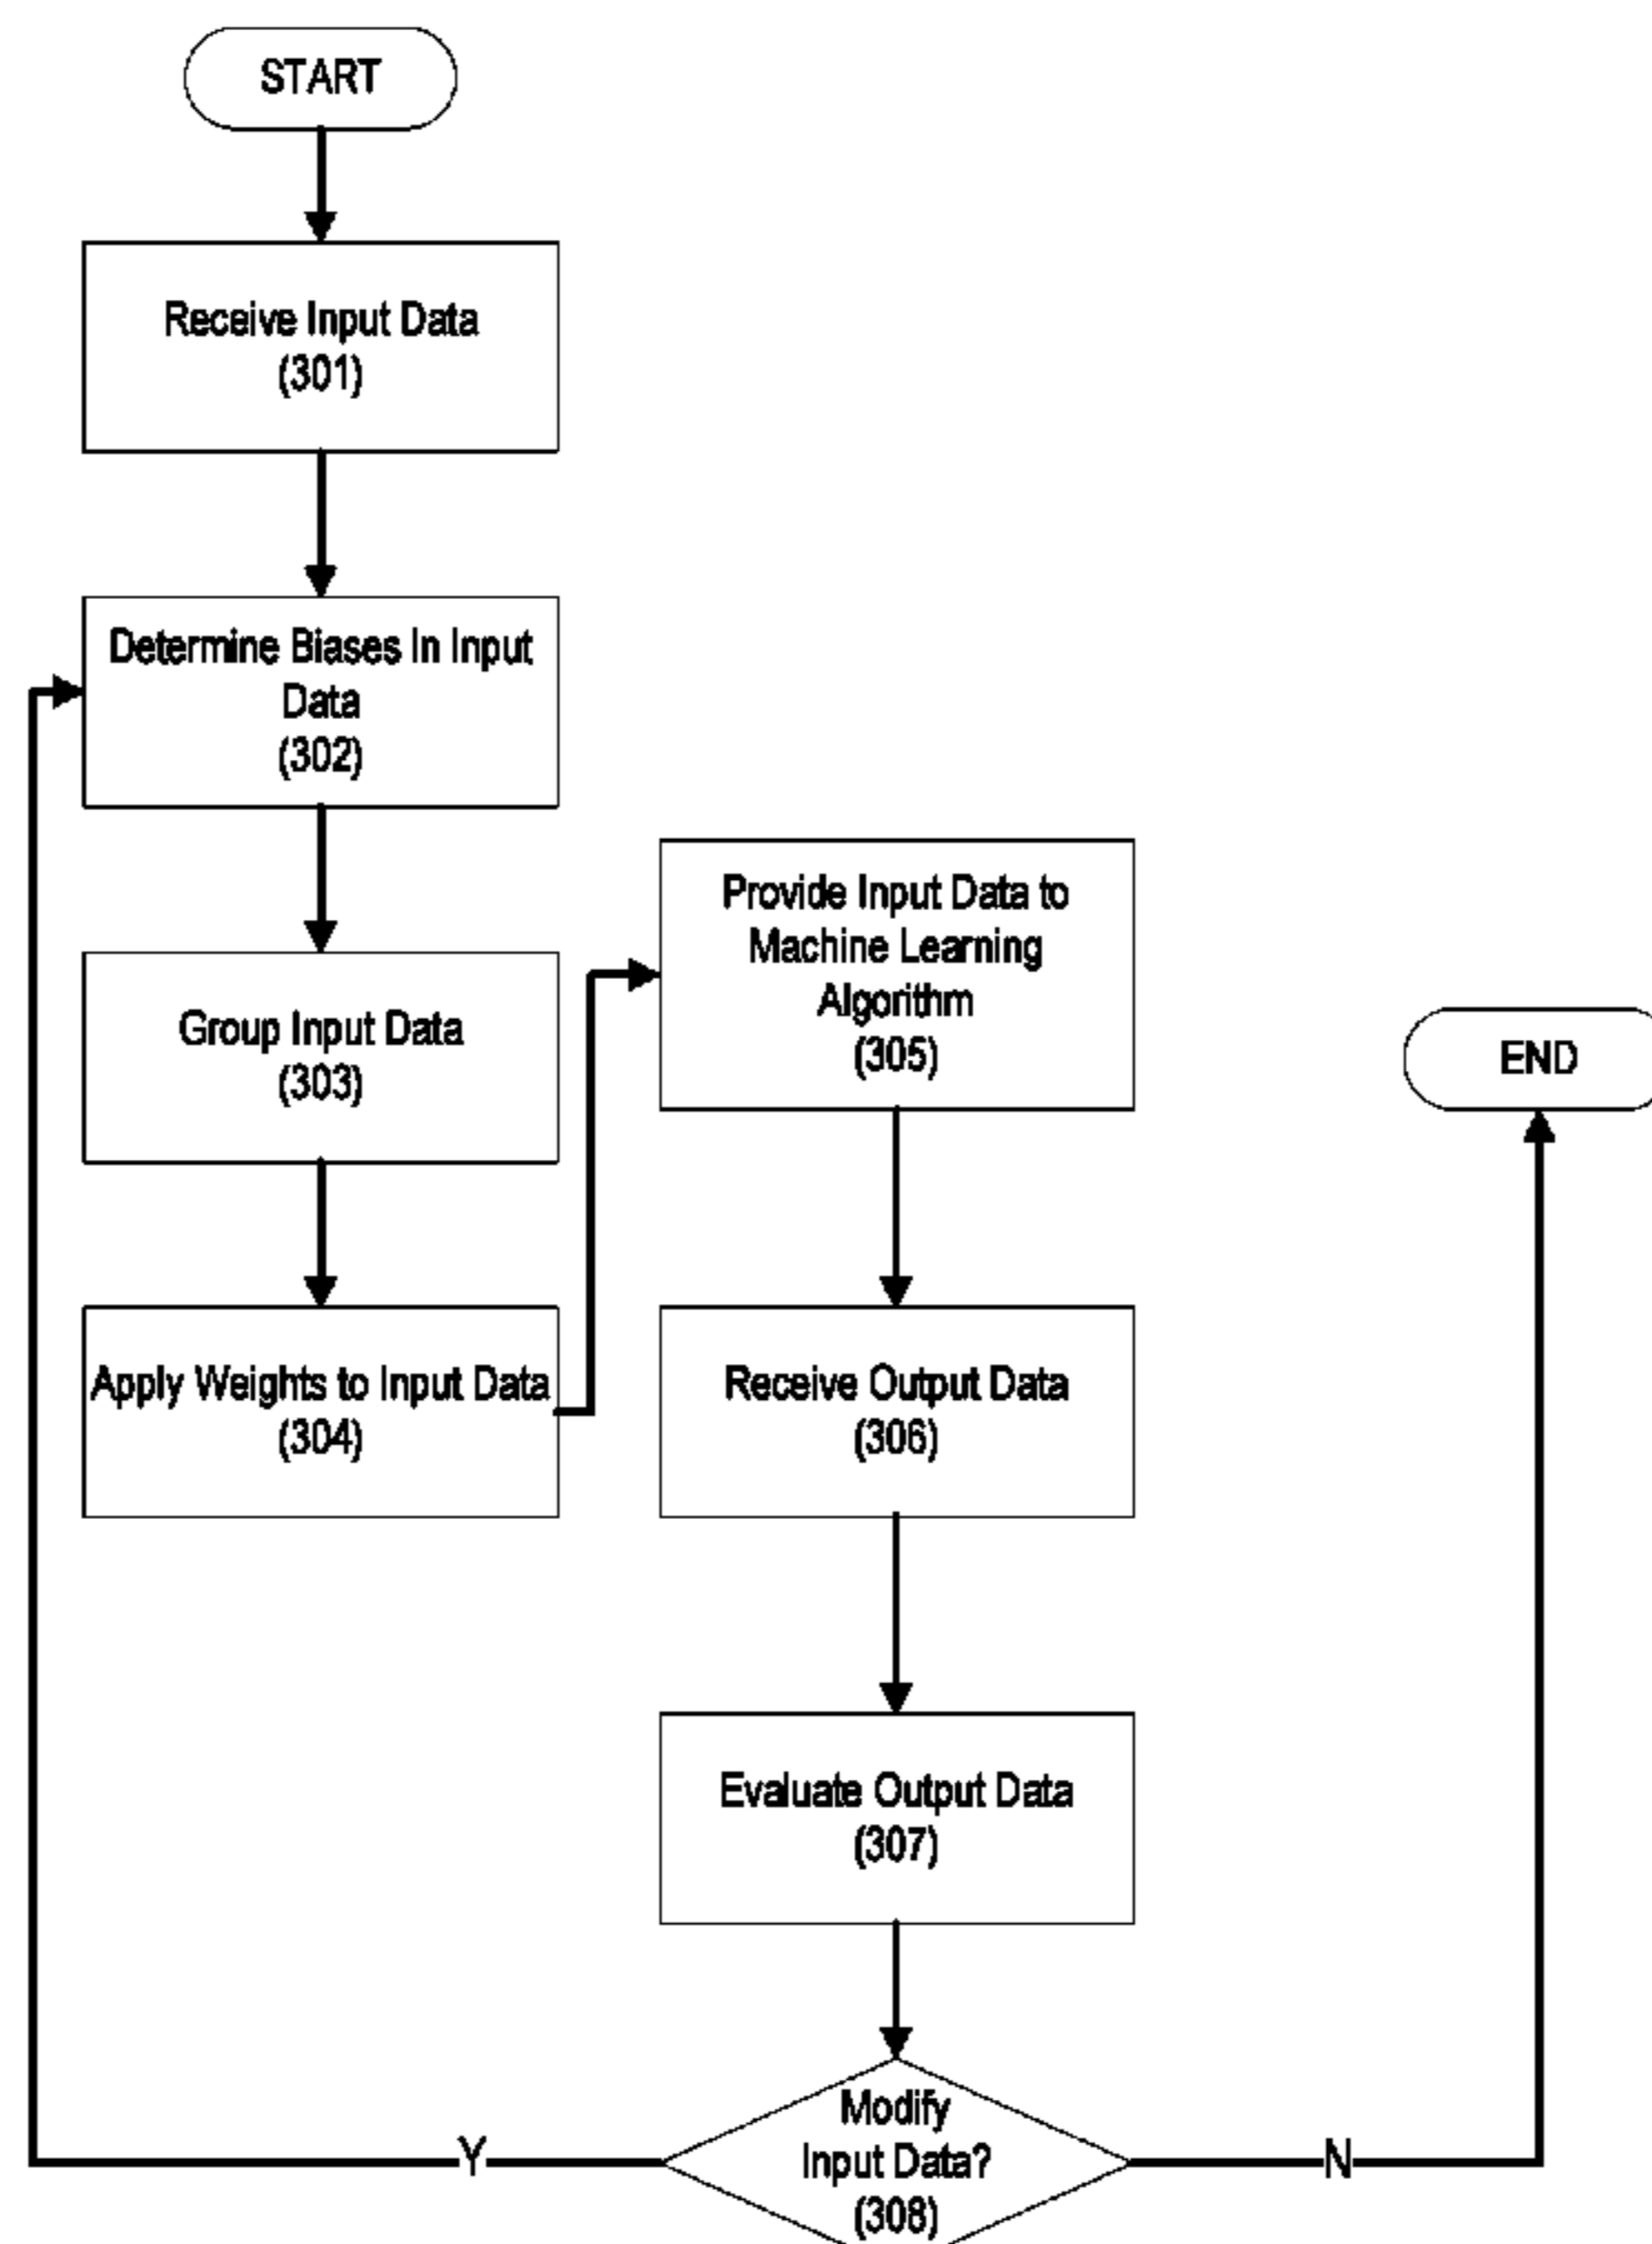 START
Receive Input Data
(301)
Determine Biases In Input
Data
(302)
Group Input Data
(303)
Apply Weights to Input Data
(304)
Provide Input Data to
Machine Learning
Algorithm
(305)
Receive Output Data
(306)
Evaluate Output Data
(307)
Modify
Input Data?
(308)
Y
N
END